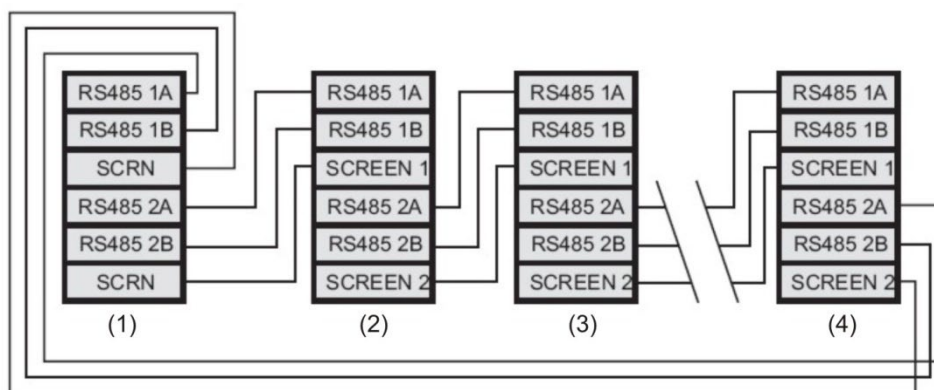 RS485 1A
RS485 1B
SCRN
RS485 2A
RS485 2B
SCRN
(1)
RS485 1A
RS485 1B
SCREEN 1
RS485 2A
RS485 2B
SCREEN 2
(2)
RS485 1A
RS485 1B
SCREEN 1
RS485 2A
RS485 2B
SCREEN 2
(3)
RS485 1A
RS485 1B
SCREEN 1
RS485 2A
RS485 2B
SCREEN 2
(4)